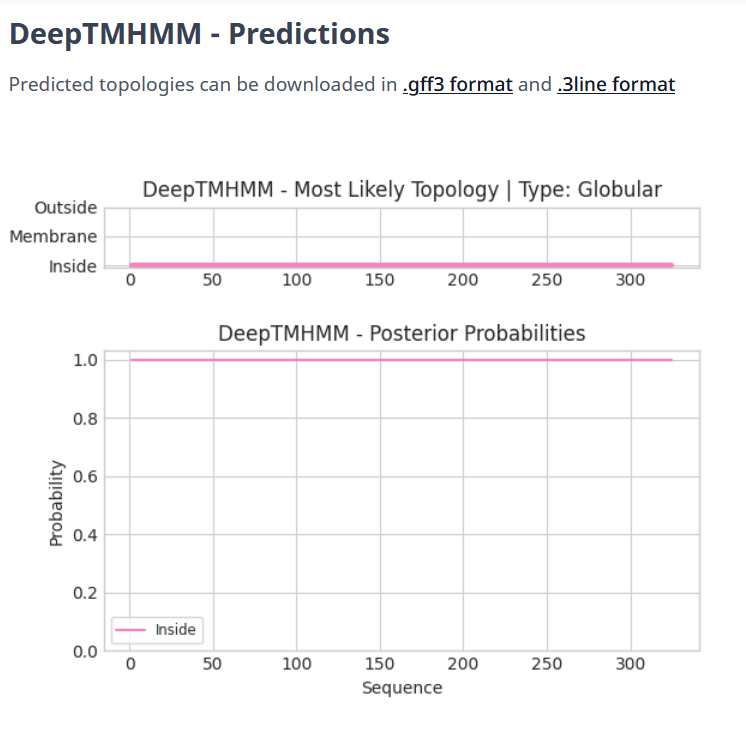 DeepTMHMM - Predictions
Predicted topologies can be downloaded in .gff3 format and .3line format
DeepTMHMM - Most Likely Topology | Type: Globular
Outside
Membrane
Inside
0 50 100 150 200 250 300
DeepTMHMM - Posterior Probabilities
1.0
0.8
0.6
0.4
0.2
0.0
Probability
Inside
0 50 100 150 200 250 300
Sequence